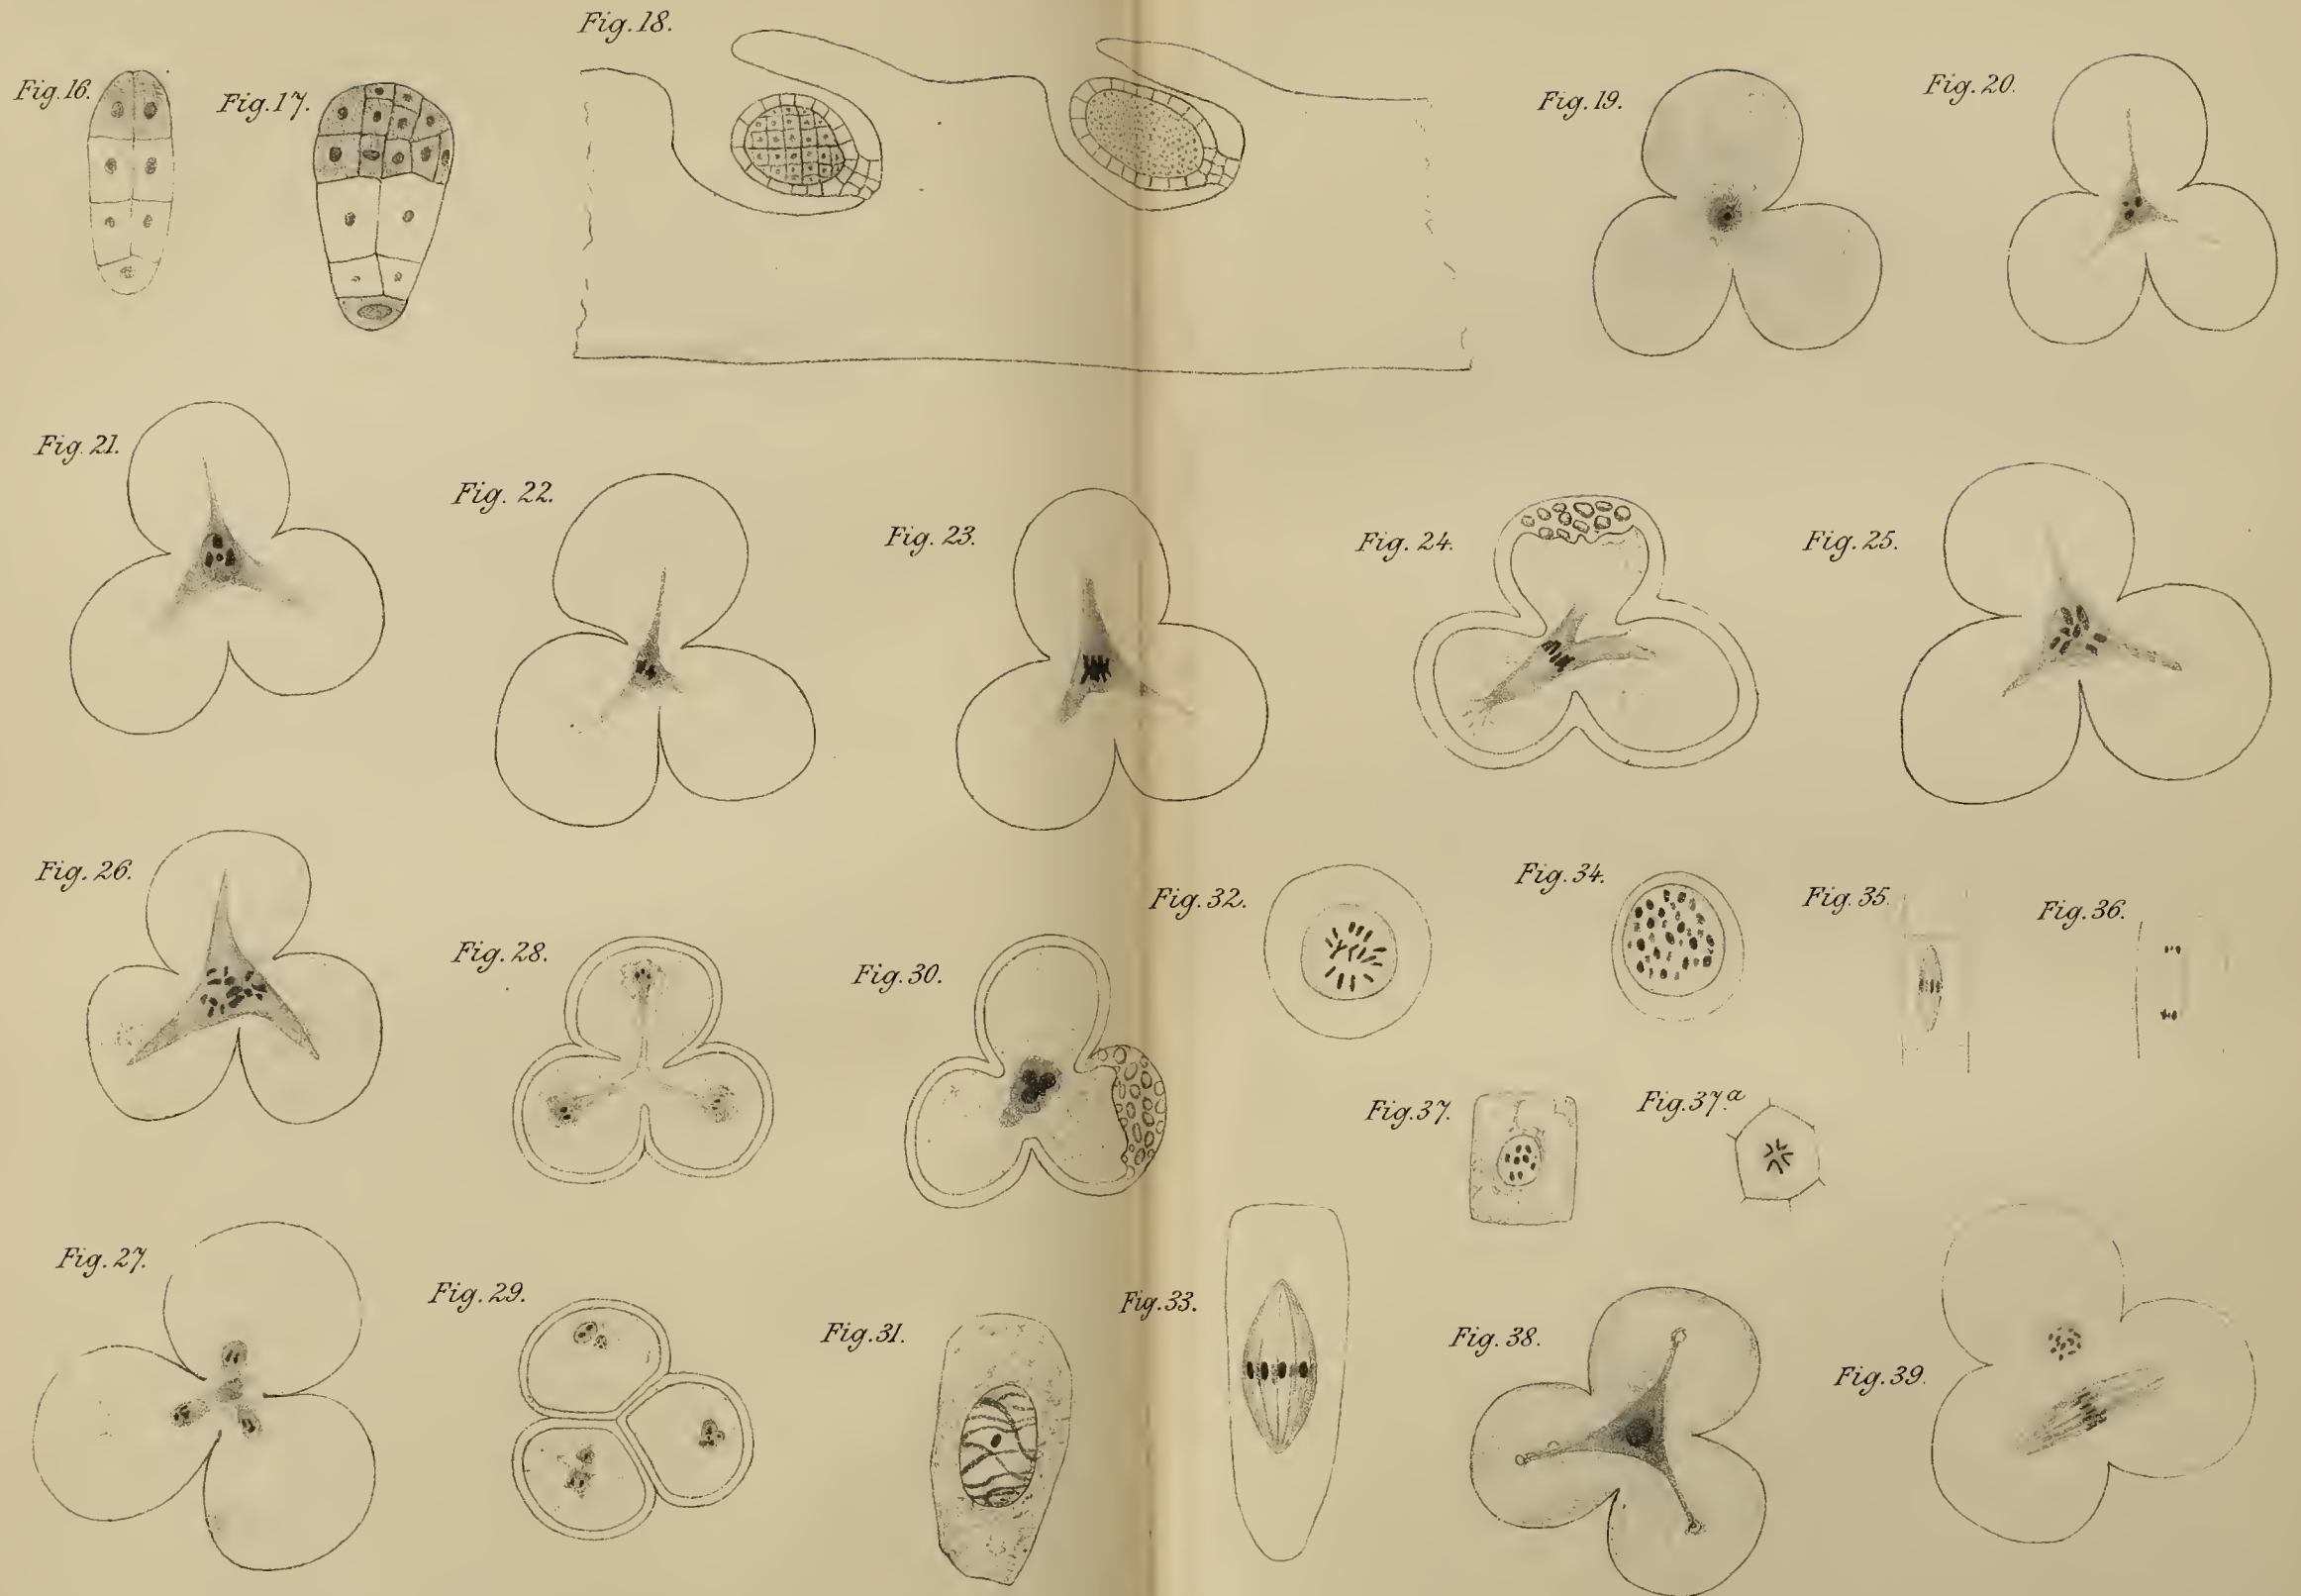 Fig. 16.
Fig. 17.
Fig. 18.
Fig. 19.
Fig. 20.
Fig. 21.
Fig. 22.
Fig. 23.
Fig. 24.
Fig. 25.
Fig. 26.
Fig. 28.
Fig. 30.
Fig. 32.
Fig. 34.
Fig. 35.
Fig. 36.
Fig. 37.
Fig. 37.a
Fig. 27.
Fig. 29.
Fig. 31.
Fig. 33.
Fig. 38.
Fig. 39.